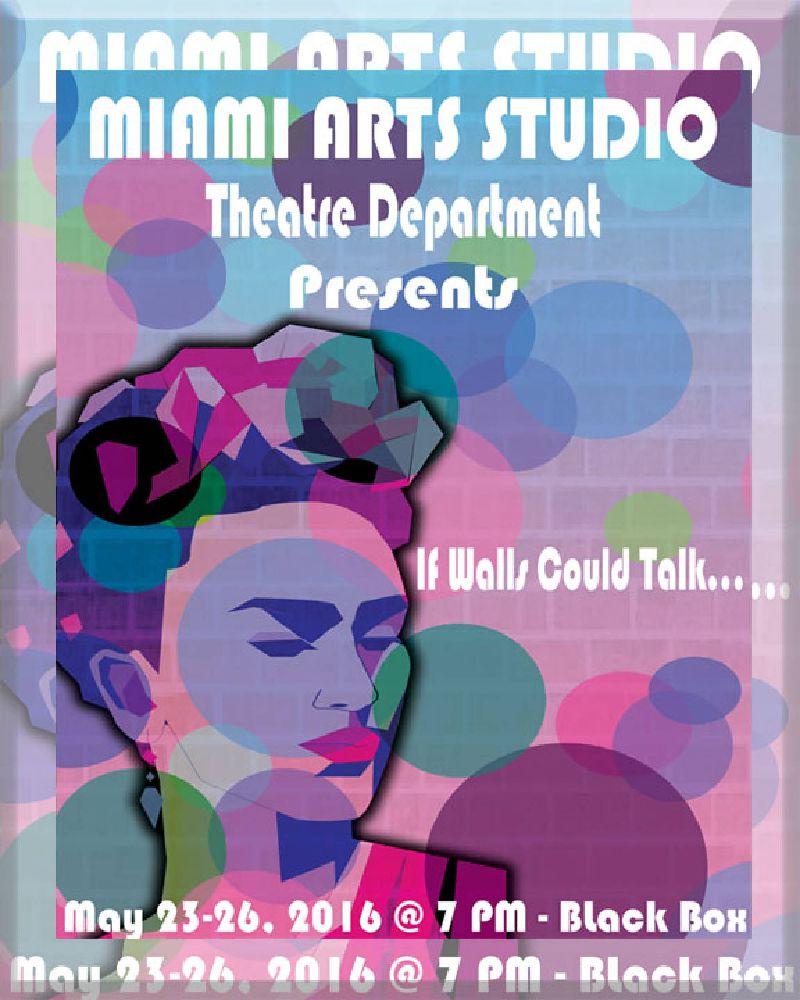 MIAMI ARTS STUDIO
MIAMI ARTS STUDIO
Theatre Department
Presents
If Walls Could Talk... ...
May 23-26, 2016 @ 7 PM - BLack Box
May 23-26, 2016 @ 7 PM - BLack Box